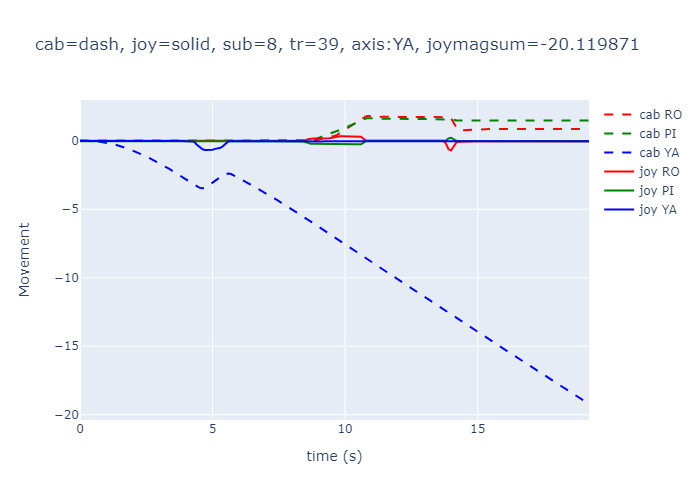 cab=dash, joy=solid, sub=8, tr=39, axis:YA, joymagsum=-20.119871
Movement
0
−5
−10
−15
−20
0
5
10
15
time (s)
cab RO
cab PI
cab YA
joy RO
joy PI
joy YA